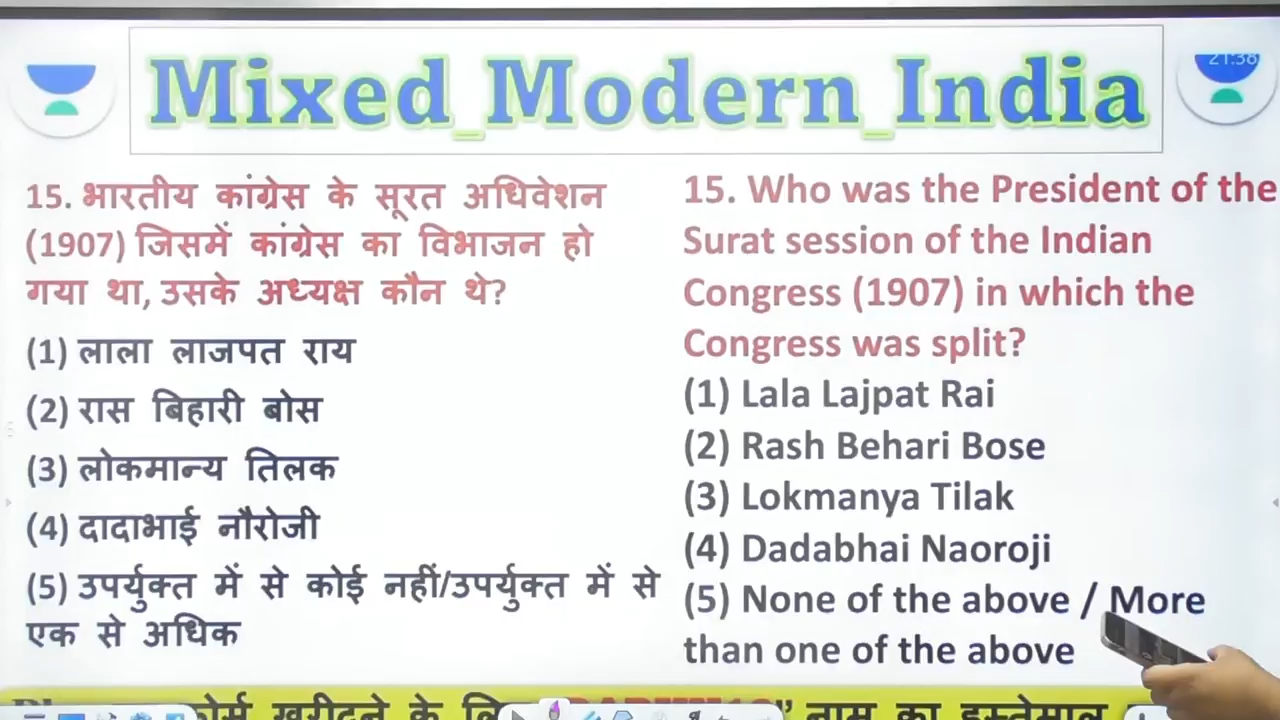 Mixed_Modern_India
21:38
15. भारतीय कांग्रेस के सूरत अधिवेशन
(1907) जिसमें कांग्रेस का विभाजन हो
गया था, उसके अध्यक्ष कौन थे?
(1) लाला लाजपत राय
(2) रास बिहारी बोस
(3) लोकमान्य तिलक
(4) दादाभाई नौरोजी
(5) उपर्युक्त में से कोई नहीं/उपर्युक्त में से
एक से अधिक
15. Who was the President of the
Surat session of the Indian
Congress (1907) in which the
Congress was split?
(1) Lala Lajpat Rai
(2) Rash Behari Bose
(3) Lokmanya Tilak
(4) Dadabhai Naoroji
(5) None of the above / More
than one of the above
कोर्स खरीदने के नाम का इस्तेमाल